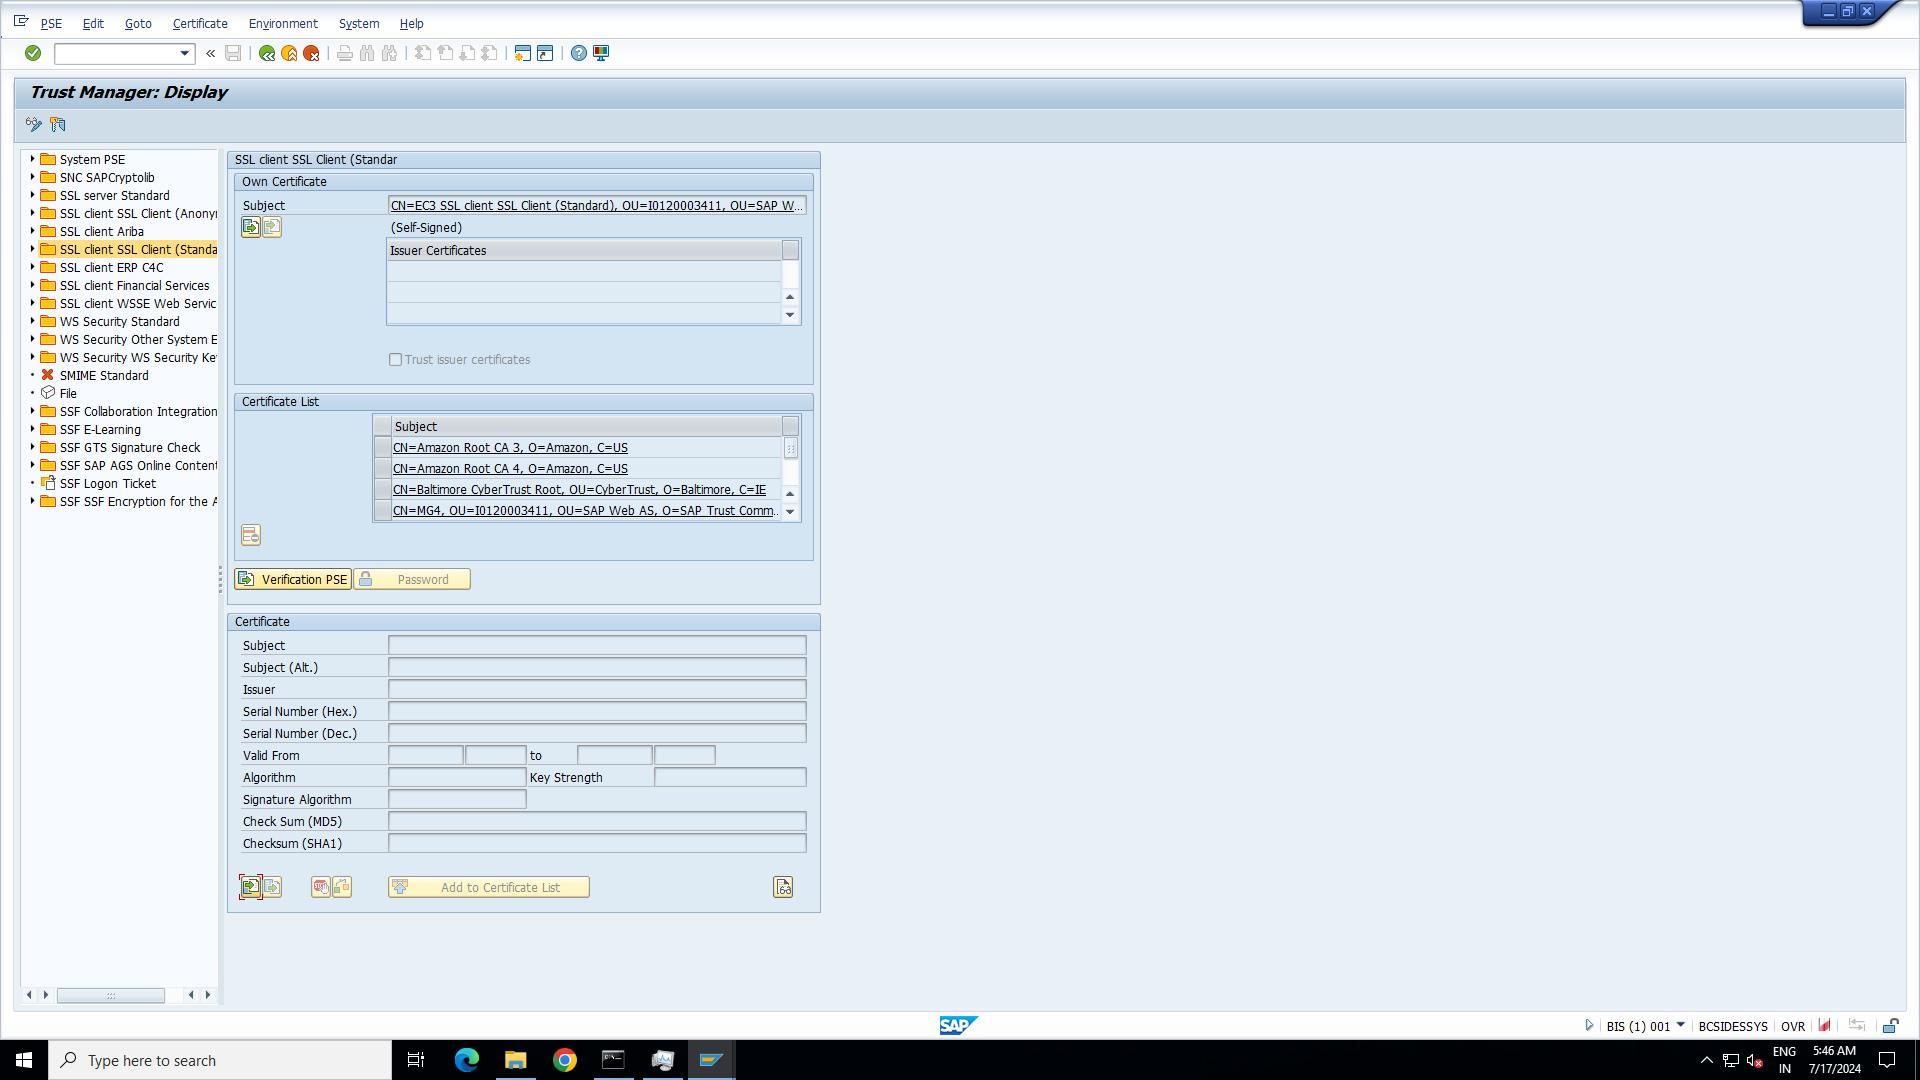 PSE Edit Goto Certificate Environment System Help
Trust Manager: Display
System PSE
SNC SAPCryptolib
SSL server Standard
SSL client SSL Client (Anony
SSL client Ariba
SSL client SSL Client (Standa
SSL client ERP C4C
SSL client Financial Services
SSL client WSSE Web Servic
WS Security Standard
WS Security Other System E
WS Security WS Security Ke
SMIME Standard
File
SSF Collaboration Integration
SSF E-Learning
SSF GTS Signature Check
SSF SAP AGS Online Content
SSF Logon Ticket
SSF SSF Encryption for the A
SSL client SSL Client (Standar
Own Certificate
Subject CN=EC3 SSL client SSL Client (Standard), OU=I0120003411, OU=SAP W...
(Self-Signed)
Issuer Certificates
Trust issuer certificates
Certificate List
Subject
CN=Amazon Root CA 3, O=Amazon, C=US
CN=Amazon Root CA 4, O=Amazon, C=US
CN=Baltimore CyberTrust Root, OU=CyberTrust, O=Baltimore, C=IE
CN=MG4, OU=I0120003411, OU=SAP Web AS, O=SAP Trust Comm..
Verification PSE Password
Certificate
Subject
Subject (Alt.)
Issuer
Serial Number (Hex.)
Serial Number (Dec.)
Valid From to
Algorithm Key Strength
Signature Algorithm
Check Sum (MD5)
Checksum (SHA1)
Add to Certificate List
SAP
BIS (1) 001 BCSIDESSYS OVR
Type here to search
ENG
IN
5:46 AM
7/17/2024